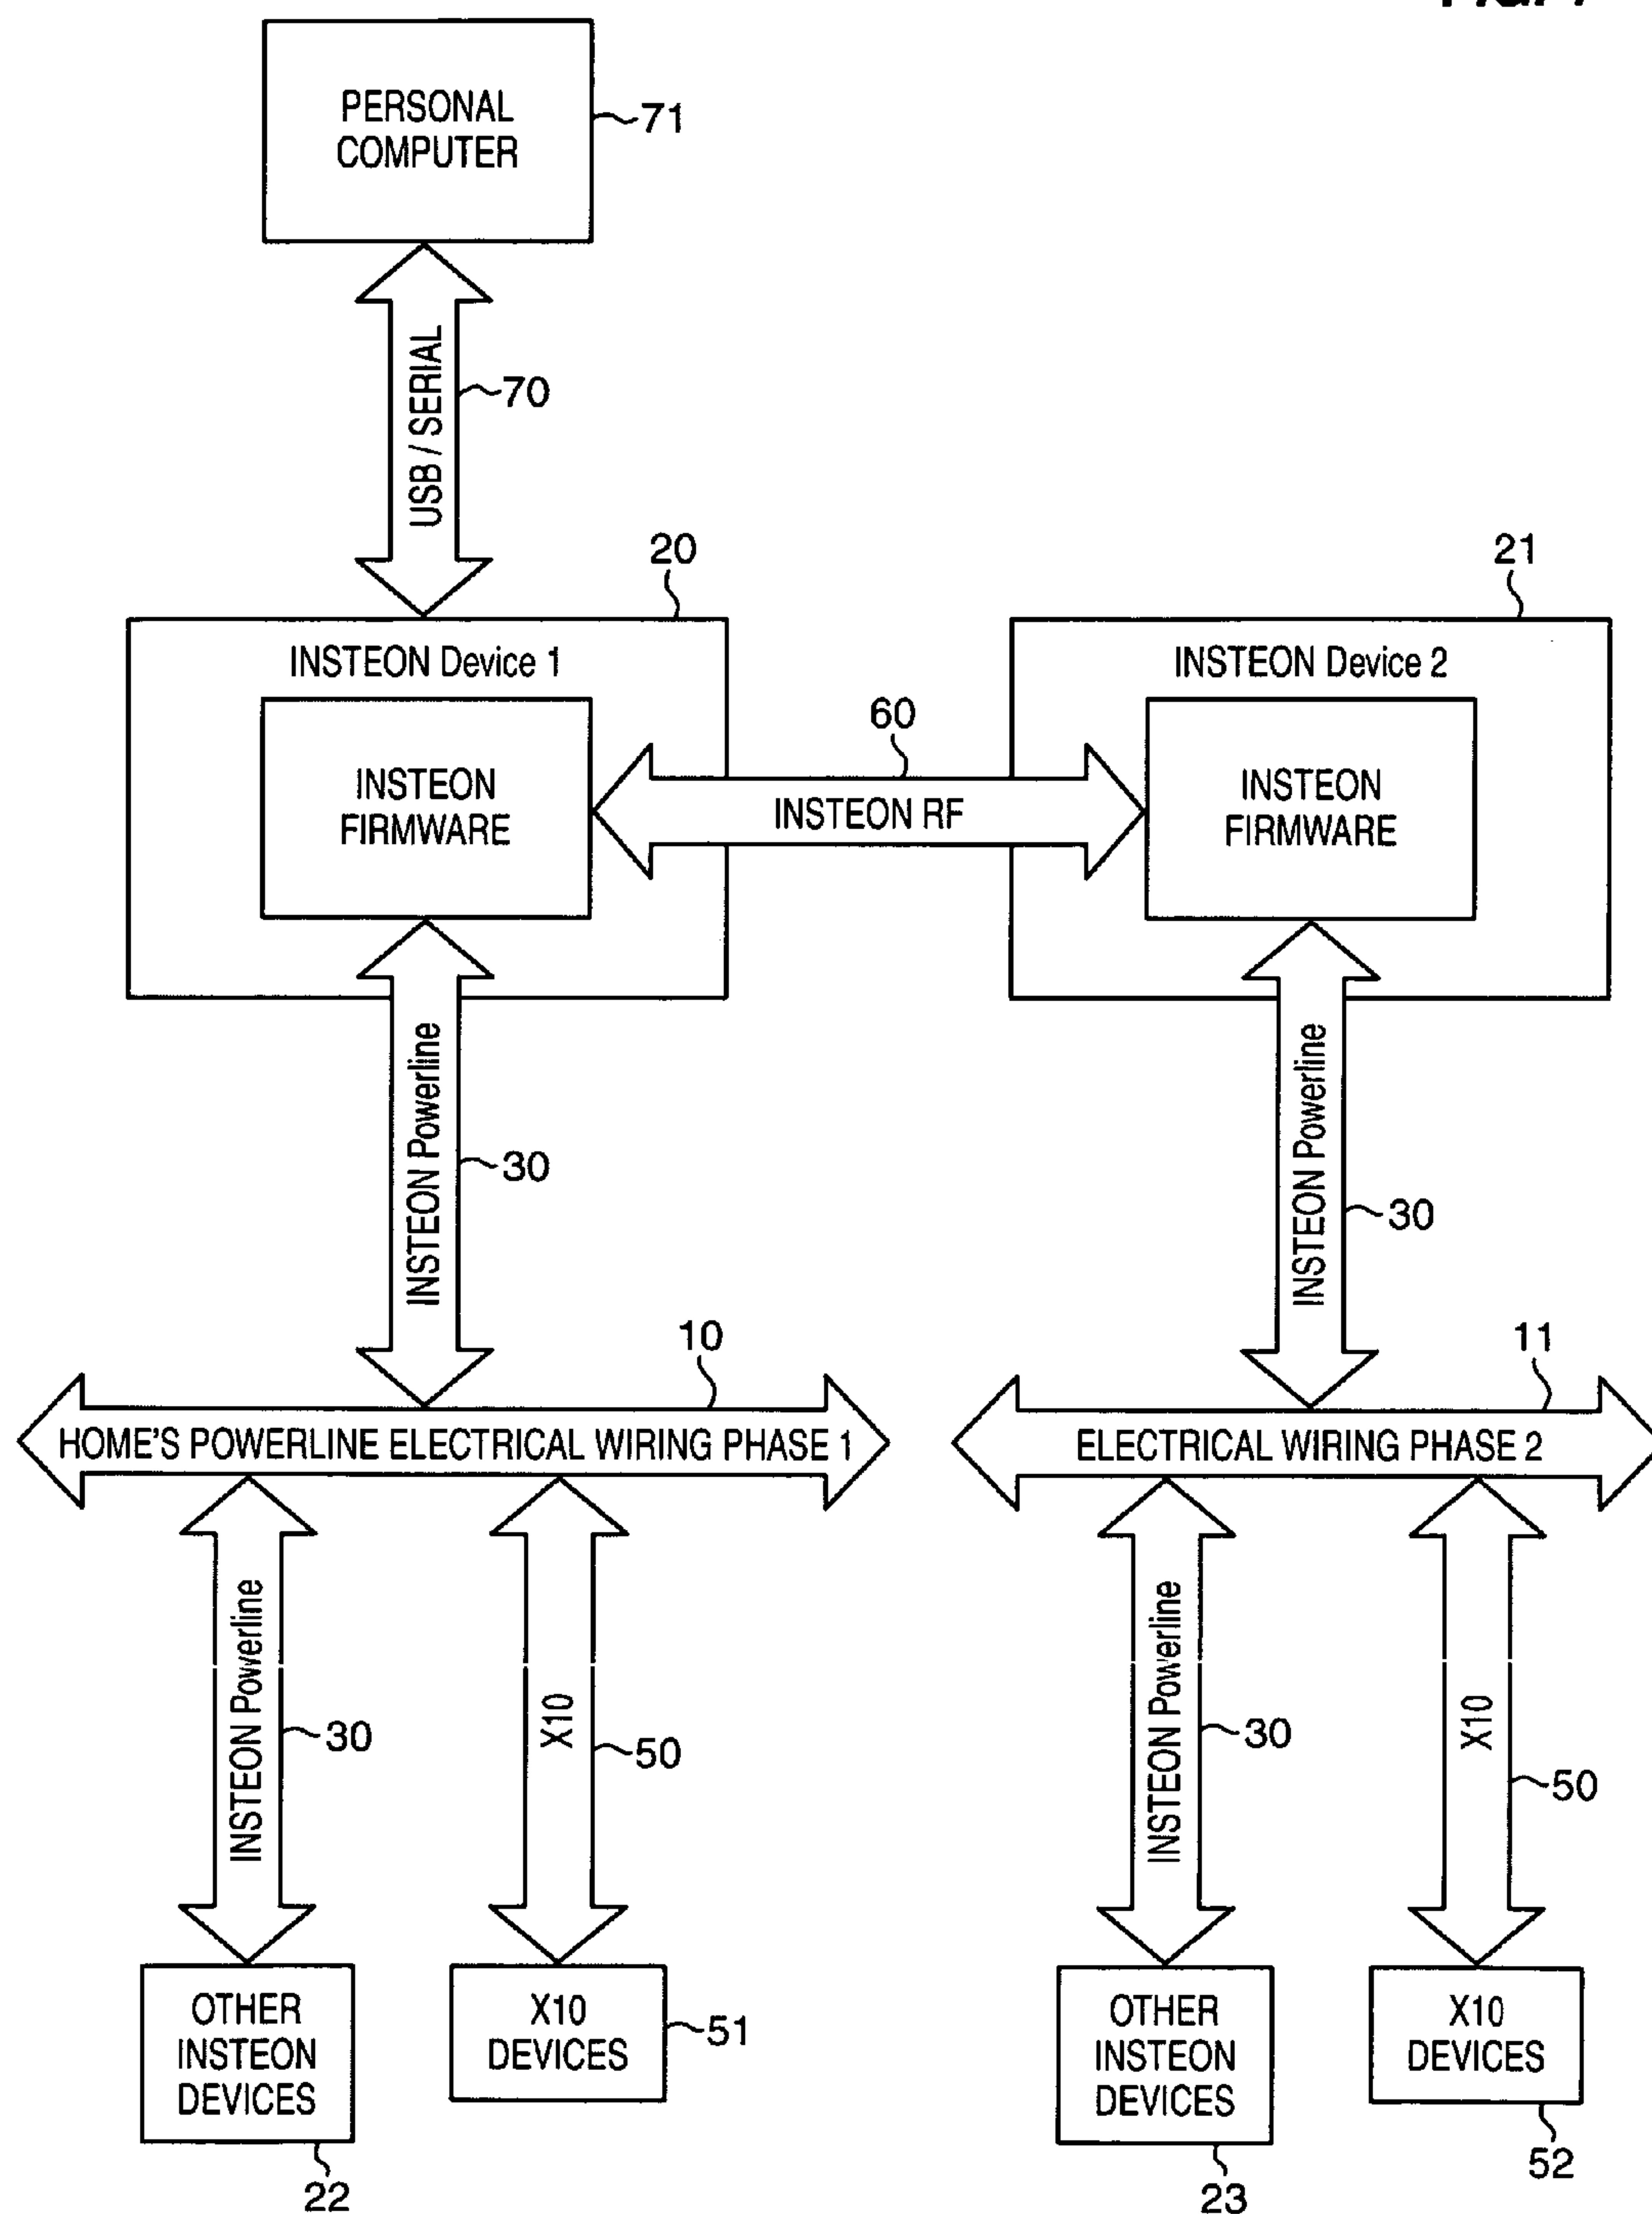 PERSONAL
COMPUTER
71
USB / SERIAL
70
20
21
INSTEON Device 1
INSTEON Device 2
60
INSTEON
FIRMWARE
INSTEON RF
INSTEON
FIRMWARE
INSTEON Powerline
30
INSTEON Powerline
30
10
11
HOME'S POWERLINE ELECTRICAL WIRING PHASE 1
ELECTRICAL WIRING PHASE 2
INSTEON Powerline
30
X10
50
INSTEON Powerline
30
X10
50
OTHER
INSTEON
DEVICES
22
X10
DEVICES
51
OTHER
INSTEON
DEVICES
23
X10
DEVICES
52